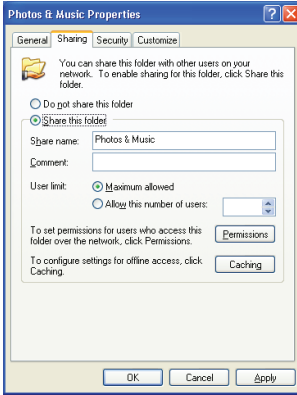 Photos & Music Properties
General Sharing Security Customize
You can share this folder with other users on your
network. To enable sharing for this folder, click Share this
folder.
Do not share this folder
Share this folder
Share name: Photos & Music
Comment:
User limit: Maximum allowed
Allow this number of users:
To set permissions for users who access this
folder over the network, click Permissions.
Permissions
To configure settings for offline access, click
Caching.
Caching
OK Cancel Apply